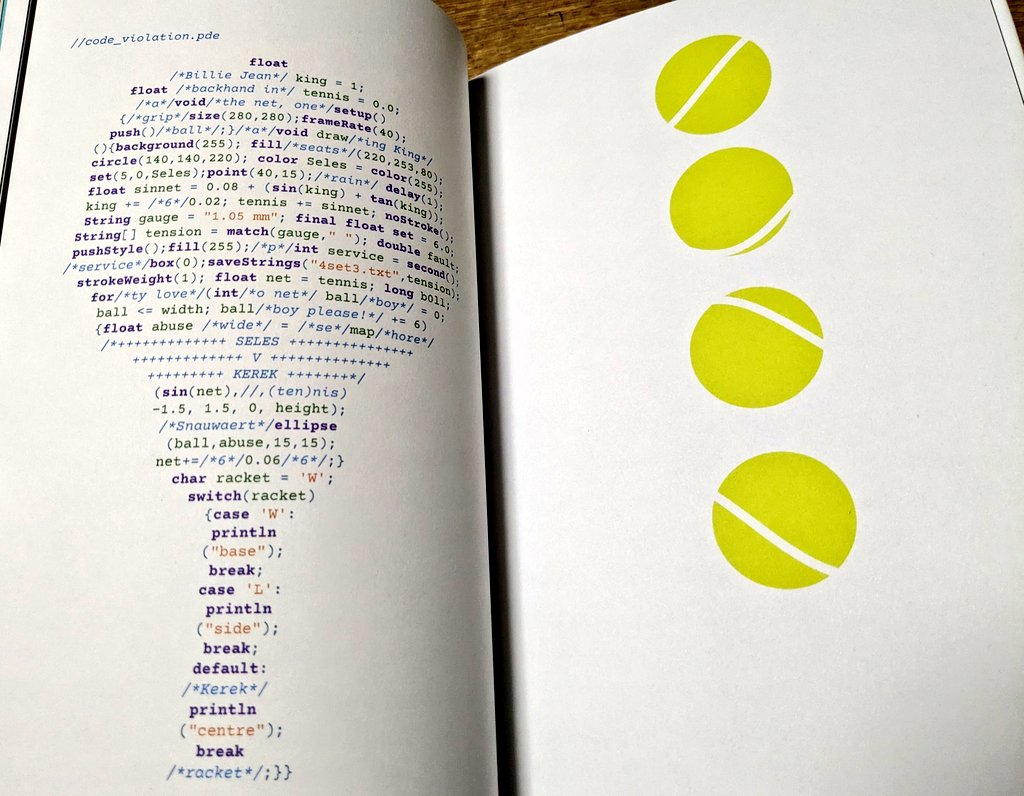 //code_violation.pde
float
/*Billie Jean*/ king = 1;
float /*backhand in*/ tennis = 0.0;
/*a*/void/*the net, one*/setup()
{/*grip*/size(280,280);frameRate(40);
push()/*ball*/;}/*a*/void draw/*ing King*/
(){background(255); fill/*seats*/(220,253,80);
circle(140,140,220); color Seles = color(255);
set(5,0,Seles);point(40,15);/*rain*/ delay(1);
float sinnet = 0.08 + (sin(king) + tan(king));
king += /*6*/0.02; tennis += sinnet; noStroke();
String gauge = "1.05 mm"; final float set = 6.0;
String[] tension = match(gauge," "); double fault;
pushStyle();fill(255);/*p*/int service = second();
/*service*/box(0);saveStrings("4set3.txt",tension);
strokeWeight(1); float net = tennis; long boll;
for/*ty love*/(int/*o net*/ ball/*boy*/ = 0;
ball <= width; ball/*boy please!*/ += 6)
{float abuse /*wide*/ = /*se*/map/*hore*/
/*+++++++++++++ SELES +++++++++++++++
++++++++++++ V +++++++++++++
+++++++++ KEREK +++++++*/
(sin(net),//,(ten)nis)
-1.5, 1.5, 0, height);
/*Snauwaert*/ellipse
(ball,abuse,15,15);
net+=/*6*/0.06/*6*/;}
char racket = 'W';
switch(racket)
{case 'W':
println
("base");
break;
case 'L':
println
("side");
break;
default:
/*Kerek*/
println
("centre");
break
/*racket*/;}}